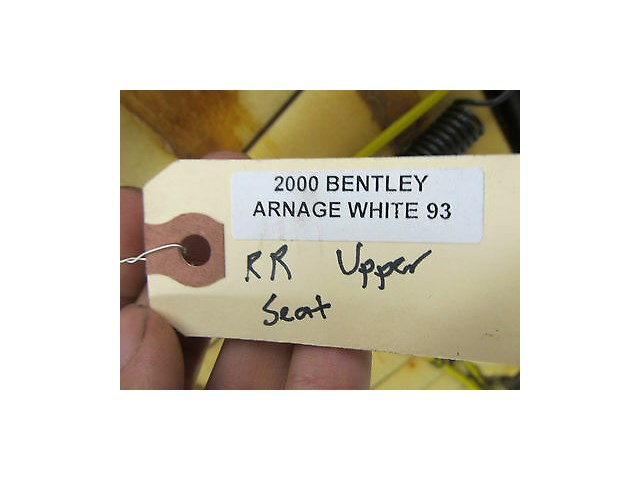 2000 BENTLEY
ARNAGE WHITE 93
RR Upper
Seat